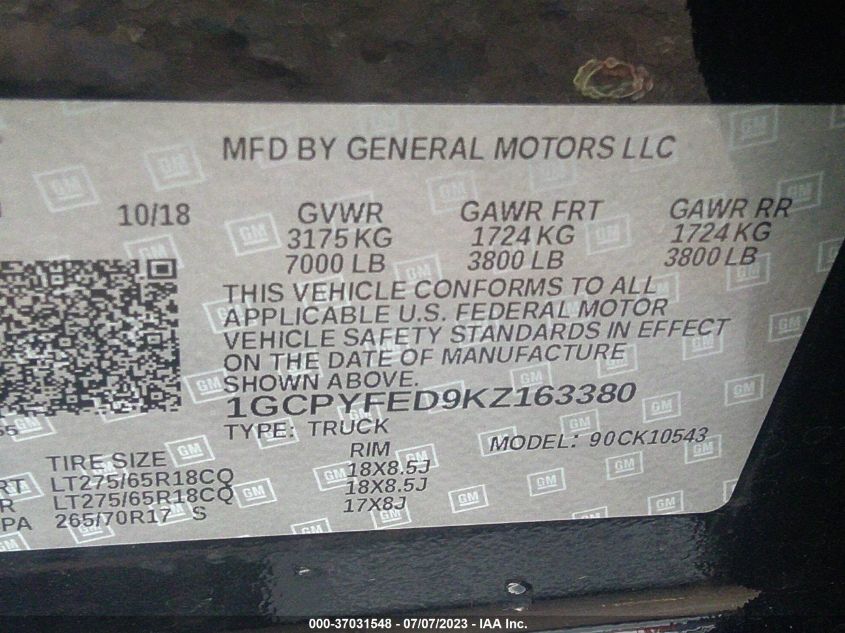 MFD BY GENERAL MOTORS LLC
10/18 GVWR GAWR FRT GAWR RR
3175 KG 1724 KG 1724 KG
7000 LB 3800 LB 3800 LB
THIS VEHICLE CONFORMS TO ALL
APPLICABLE U.S. FEDERAL MOTOR
VEHICLE SAFETY STANDARDS IN EFFECT
ON THE DATE OF MANUFACTURE
SHOWN ABOVE.
1GCPYFED9KZ163380
TYPE: TRUCK MODEL: 90CK10543
TIRE SIZE RIM
RT LT275/65R18CQ 18X8.5J
R LT275/65R18CQ 18X8.5J
PA 265/70R17 S 17X8J
GM
000-37031548 - 07/07/2023 - IAA Inc.